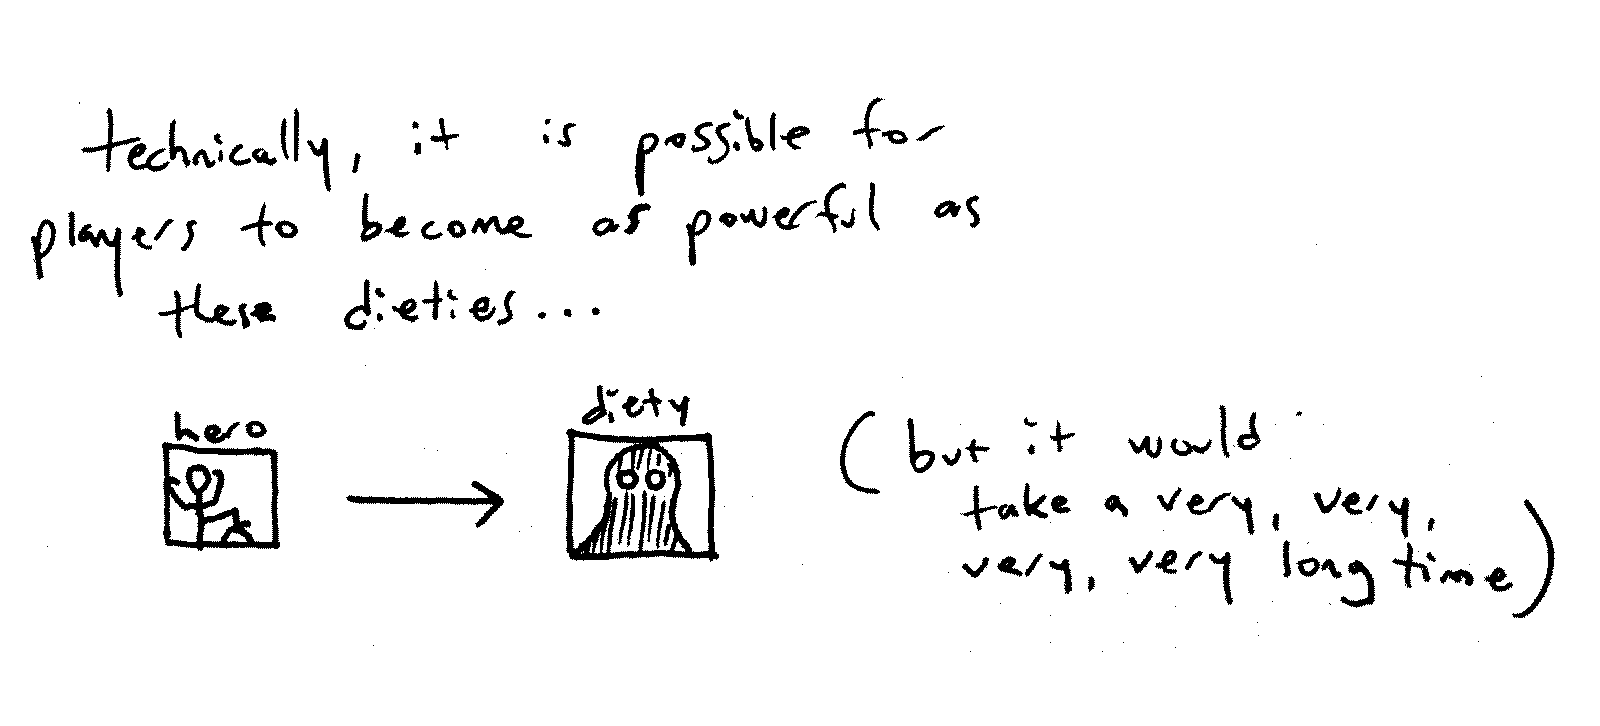 technically, it is possible for
players to become as powerful as
these dieties...
hero
diety
(but it would
take a very, very,
very, very long time)